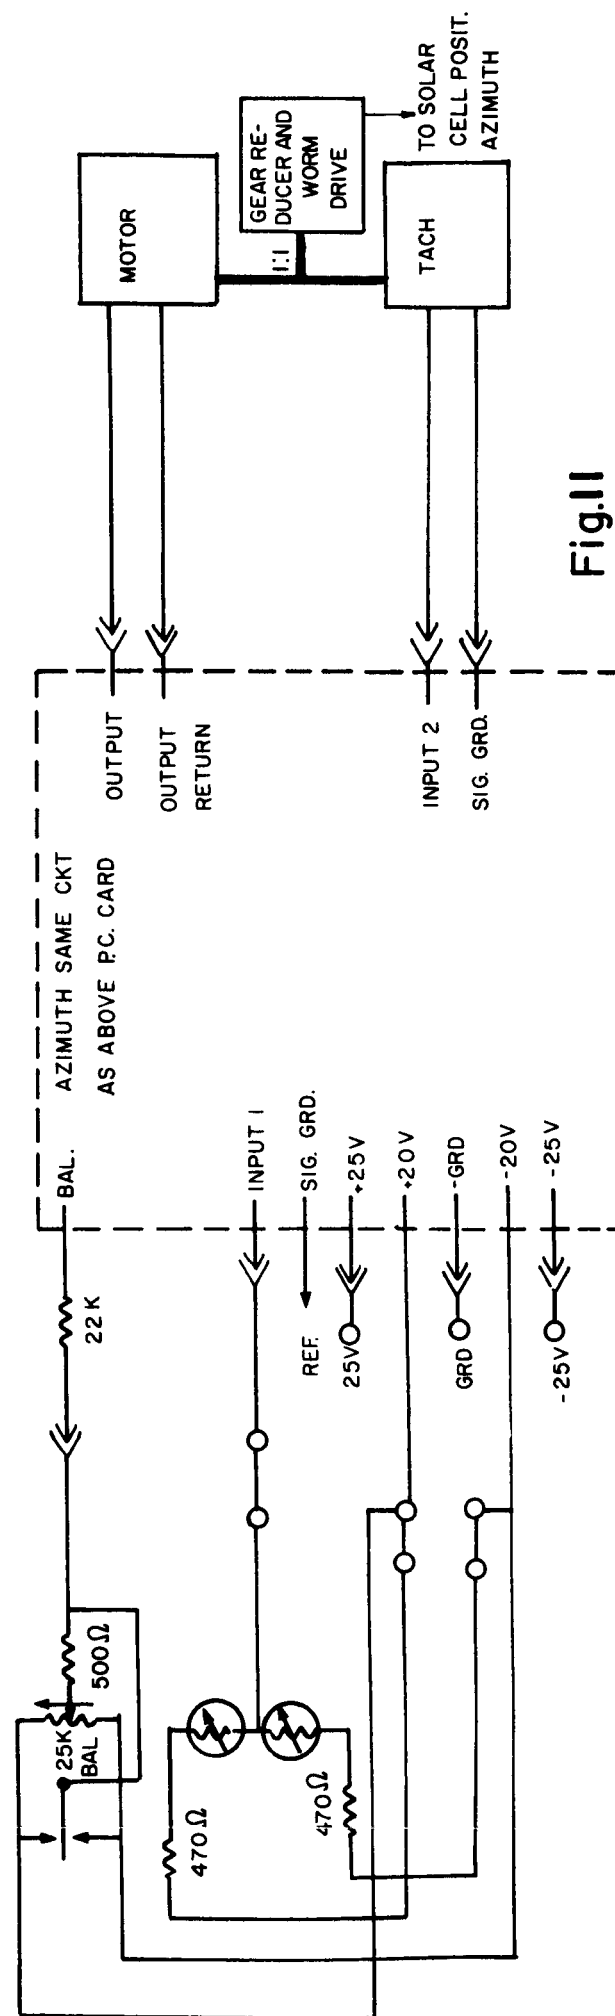 25K
BAL
500Ω
22K
BAL.
AZIMUTH SAME CKT
AS ABOVE P.C. CARD
OUTPUT
OUTPUT
RETURN
MOTOR
1:1
GEAR RE-
DUCER AND
WORM
DRIVE
TO SOLAR
CELL POSIT.
AZIMUTH
TACH
INPUT 2
SIG. GRD.
470Ω
470Ω
INPUT 1
REF.
SIG. GRD.
25V
+25V
+20V
GRD
-GRD
-20V
-25V
-25V
Fig.11